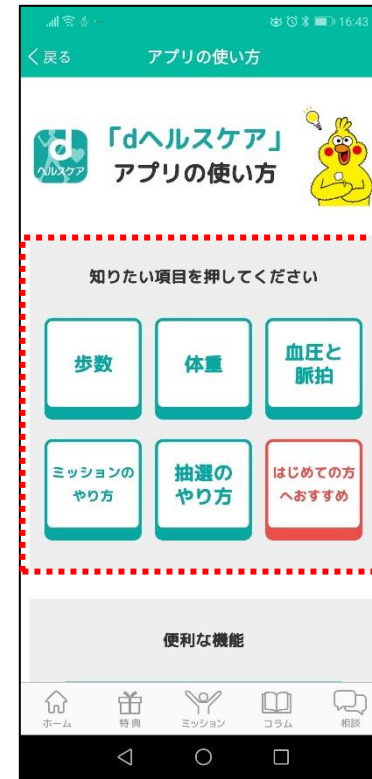 16:43
戻る
アプリの使い方
d
ヘルスケア
「dヘルスケア」
アプリの使い方
知りたい項目を押してください
歩数
体重
血圧と
脈拍
ミッションの
やり方
抽選の
やり方
はじめての方
へおすすめ
便利な機能
ホーム
特典
ミッション
コラム
相談